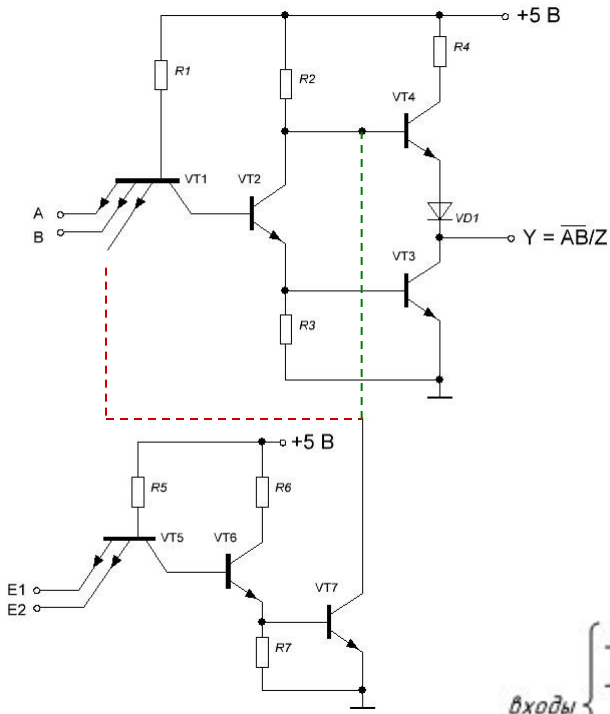 +5 В
R1
R2
R4
VT4
VT1
VT2
A
B
VD1
Y = AB/Z
VT3
R3
+5 В
R5
R6
VT5
VT6
E1
E2
VT7
R7
входы